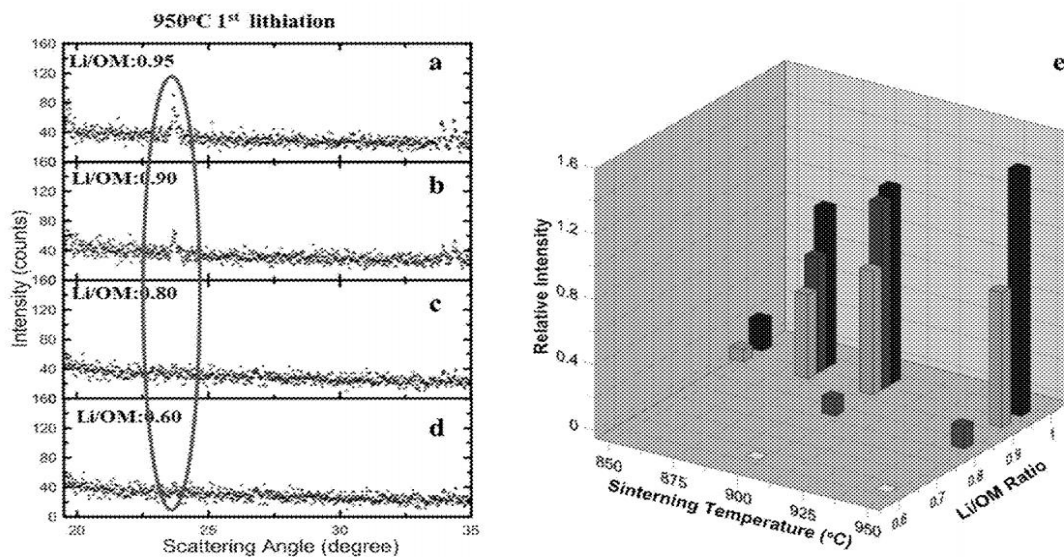 950°C 1st lithiation
160
Li/OM:0.95
a
120
80
40
160
Li/OM:0.90
b
120
80
40
160
Li/OM:0.80
c
120
80
40
160
Li/OM:0.60
d
120
80
40
0
20
25
30
35
Intensity (counts)
Scattering Angle (degree)
e
1.6
1.2
0.8
0.4
0
Relative Intensity
850
875
900
925
950
Sinterning Temperature (°C)
0.6
0.7
0.8
0.9
1
Li/OM Ratio